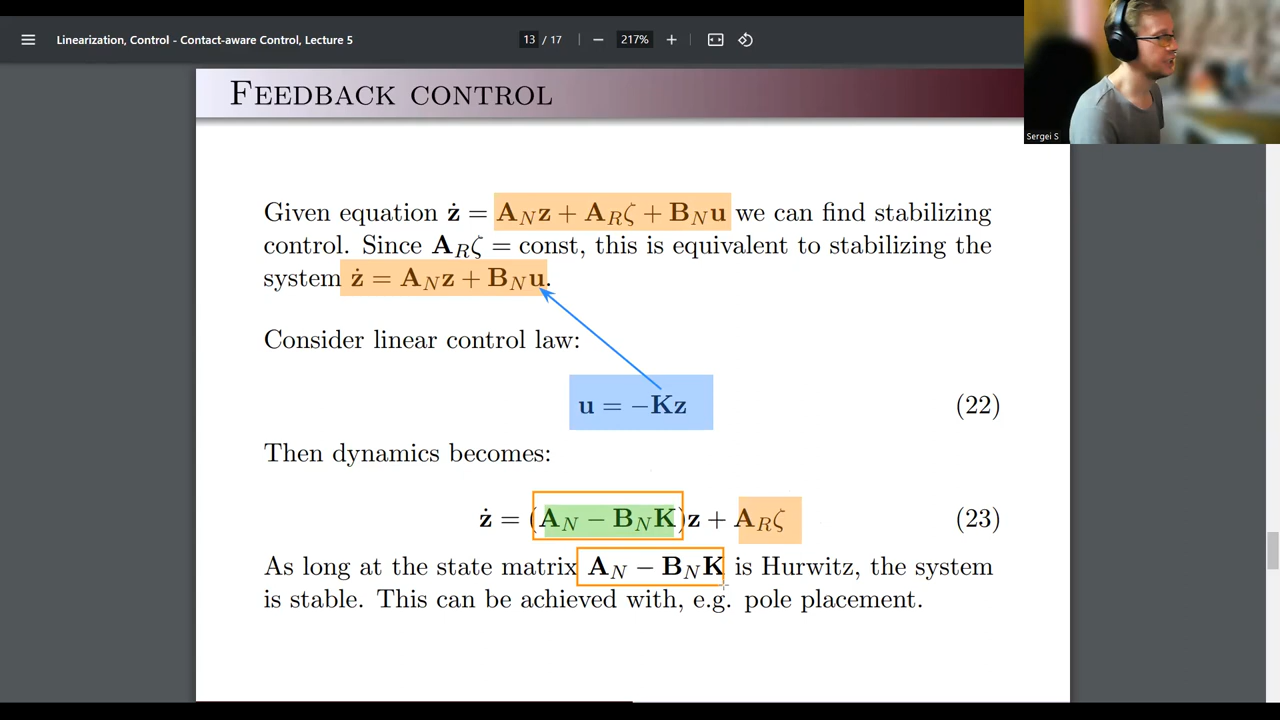 Linearization, Control - Contact-aware Control, Lecture 5
13 / 17
217%
Sergei S
FEEDBACK CONTROL
Given equation ż = A_N z + A_R ζ + B_N u we can find stabilizing
control. Since A_R ζ = const, this is equivalent to stabilizing the
system ż = A_N z + B_N u.
Consider linear control law:
u = −Kz (22)
Then dynamics becomes:
ż = (A_N − B_N K)z + A_R ζ (23)
As long at the state matrix A_N − B_N K is Hurwitz, the system
is stable. This can be achieved with, e.g. pole placement.